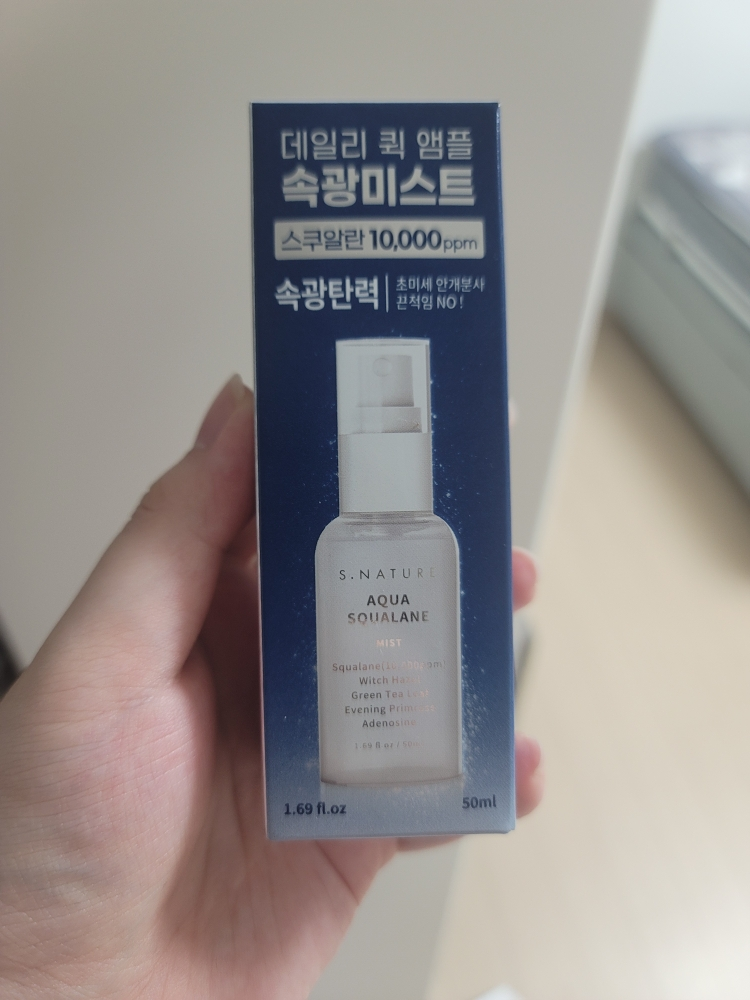 데일리 퀵 앰플
속광미스트
스쿠알란 10,000ppm
속광탄력
초미세 안개분사
끈적임 NO!
S.NATURE
AQUA
SQUALANE
MIST
Witch Hazel
Green Tea Leaf
Evening Primrose
Adenosine
1.69 fl.oz
50ml